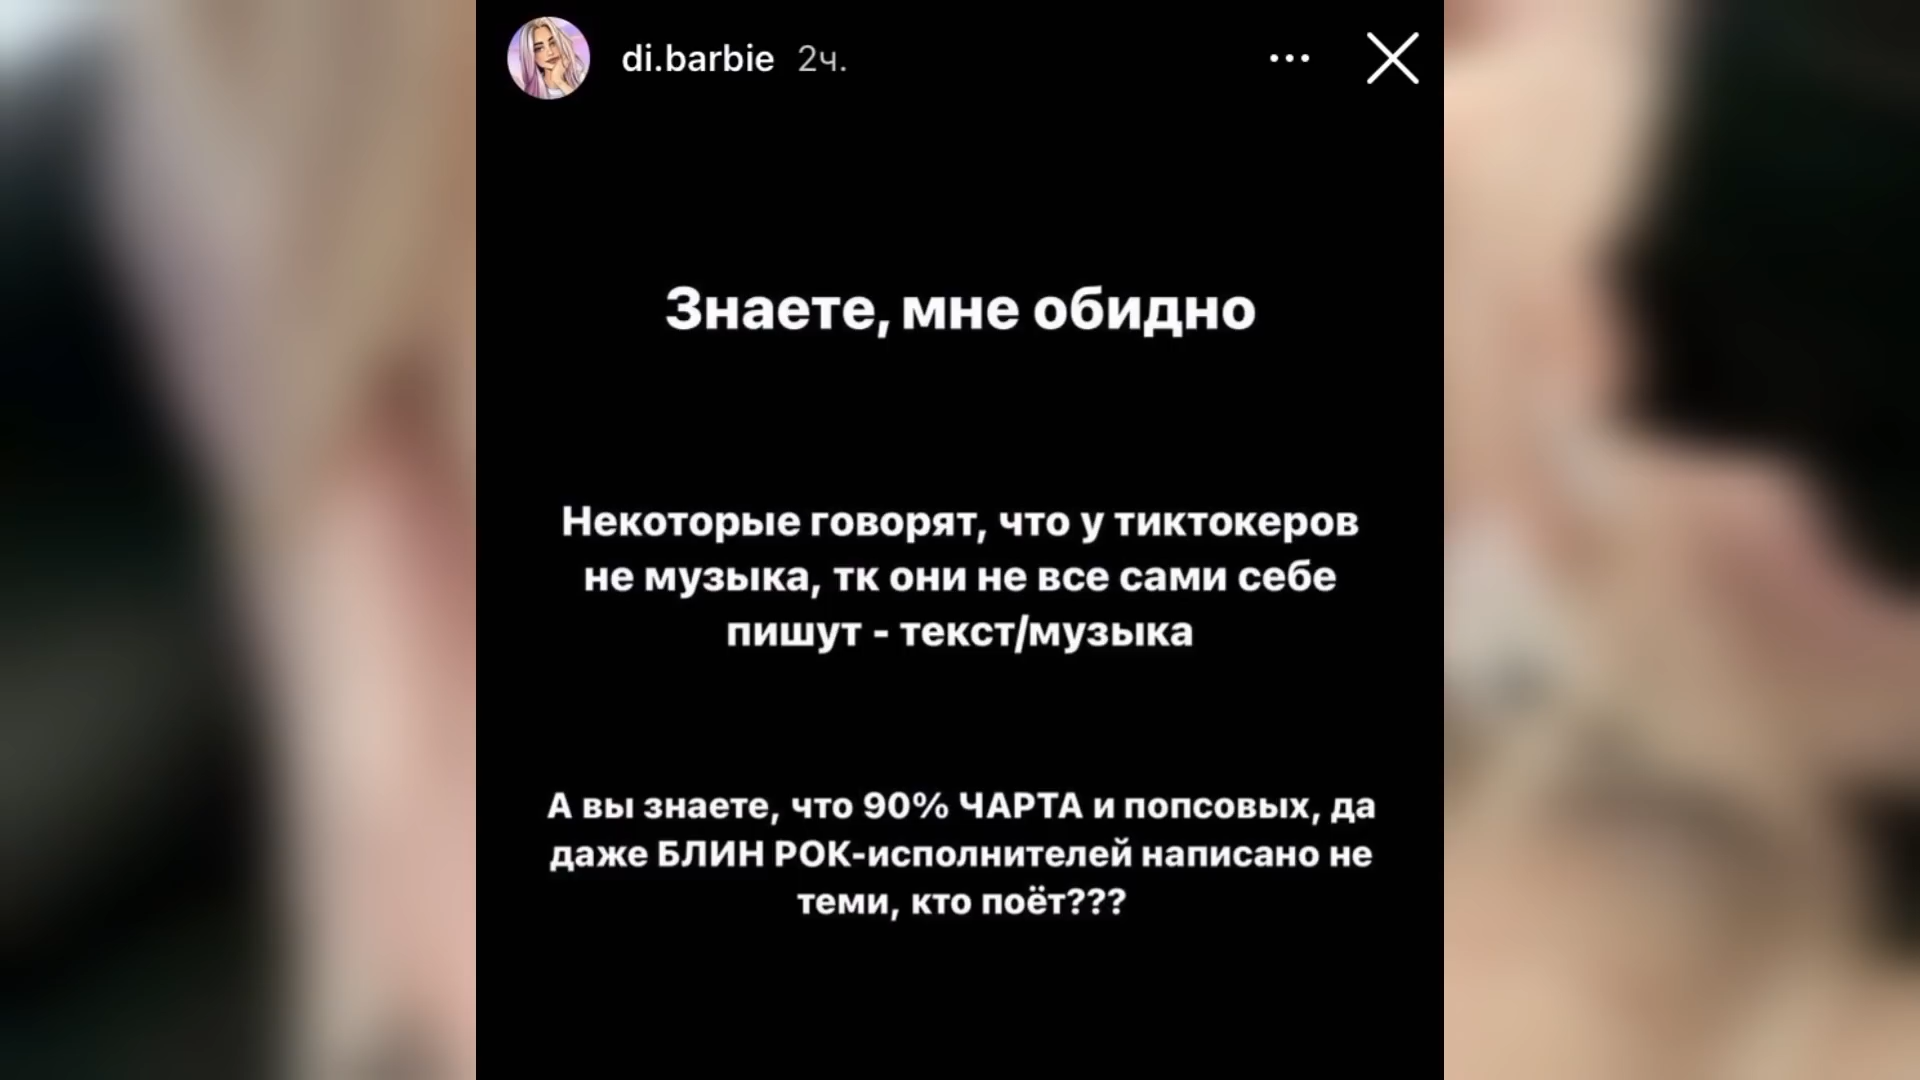 di.barbie 2ч.
Знаете, мне обидно
Некоторые говорят, что у тиктокеров
не музыка, тк они не все сами себе
пишут - текст/музыка
А вы знаете, что 90% ЧАРТА и попсовых, да
даже БЛИН РОК-исполнителей написано не
теми, кто поёт???